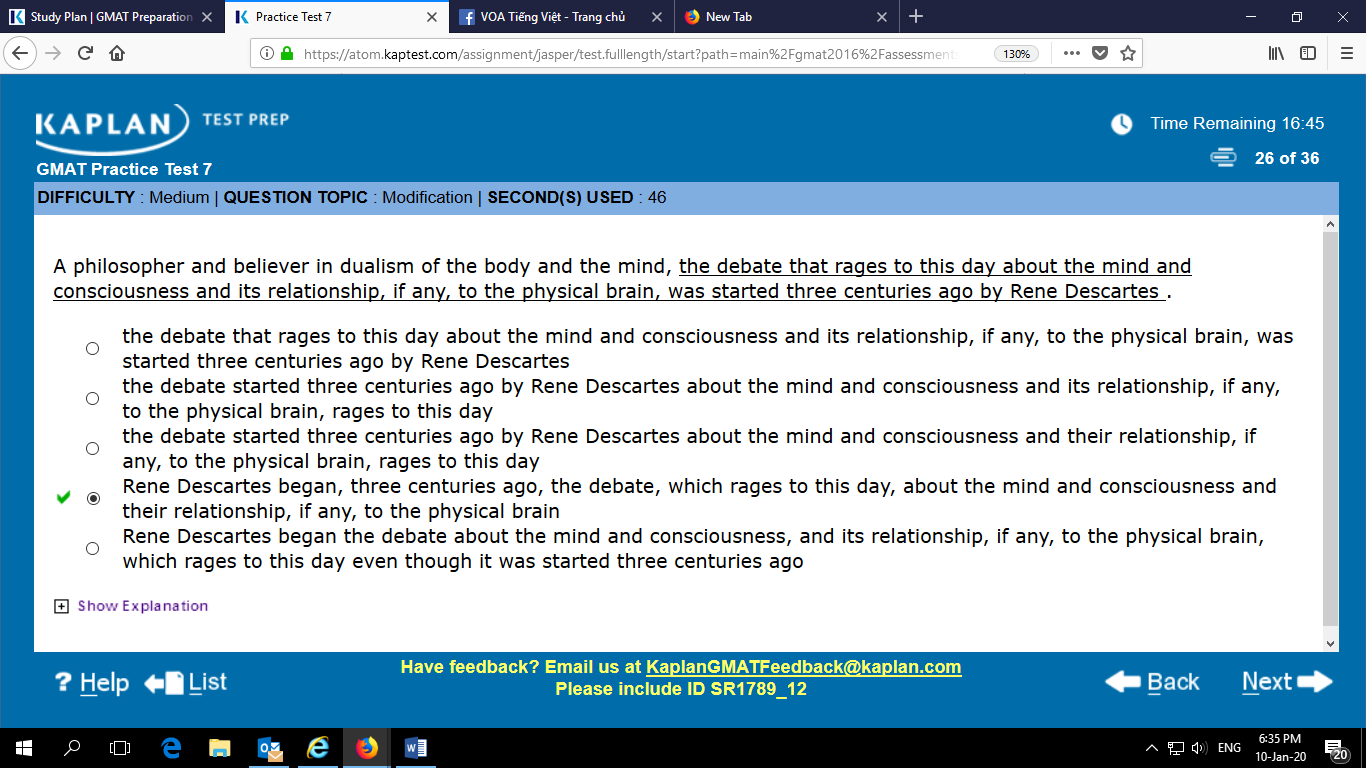 Study Plan | GMAT Preparation
Practice Test 7
VOA Tiếng Việt - Trang chủ
New Tab
https://atom.kaptest.com/assignment/jasper/test.fulllength/start?path=main%2Fgmat2016%2Fassessment
130%
KAPLAN TEST PREP
Time Remaining 16:45
GMAT Practice Test 7
26 of 36
DIFFICULTY : Medium | QUESTION TOPIC : Modification | SECOND(S) USED : 46
A philosopher and believer in dualism of the body and the mind, the debate that rages to this day about the mind and
consciousness and its relationship, if any, to the physical brain, was started three centuries ago by Rene Descartes .
the debate that rages to this day about the mind and consciousness and its relationship, if any, to the physical brain, was
started three centuries ago by Rene Descartes
the debate started three centuries ago by Rene Descartes about the mind and consciousness and its relationship, if any,
to the physical brain, rages to this day
the debate started three centuries ago by Rene Descartes about the mind and consciousness and their relationship, if
any, to the physical brain, rages to this day
Rene Descartes began, three centuries ago, the debate, which rages to this day, about the mind and consciousness and
their relationship, if any, to the physical brain
Rene Descartes began the debate about the mind and consciousness, and its relationship, if any, to the physical brain,
which rages to this day even though it was started three centuries ago
Show Explanation
Have feedback? Email us at KaplanGMATFeedback@kaplan.com
Please include ID SR1789_12
? Help
List
Back
Next
ENG
6:35 PM
10-Jan-20
20